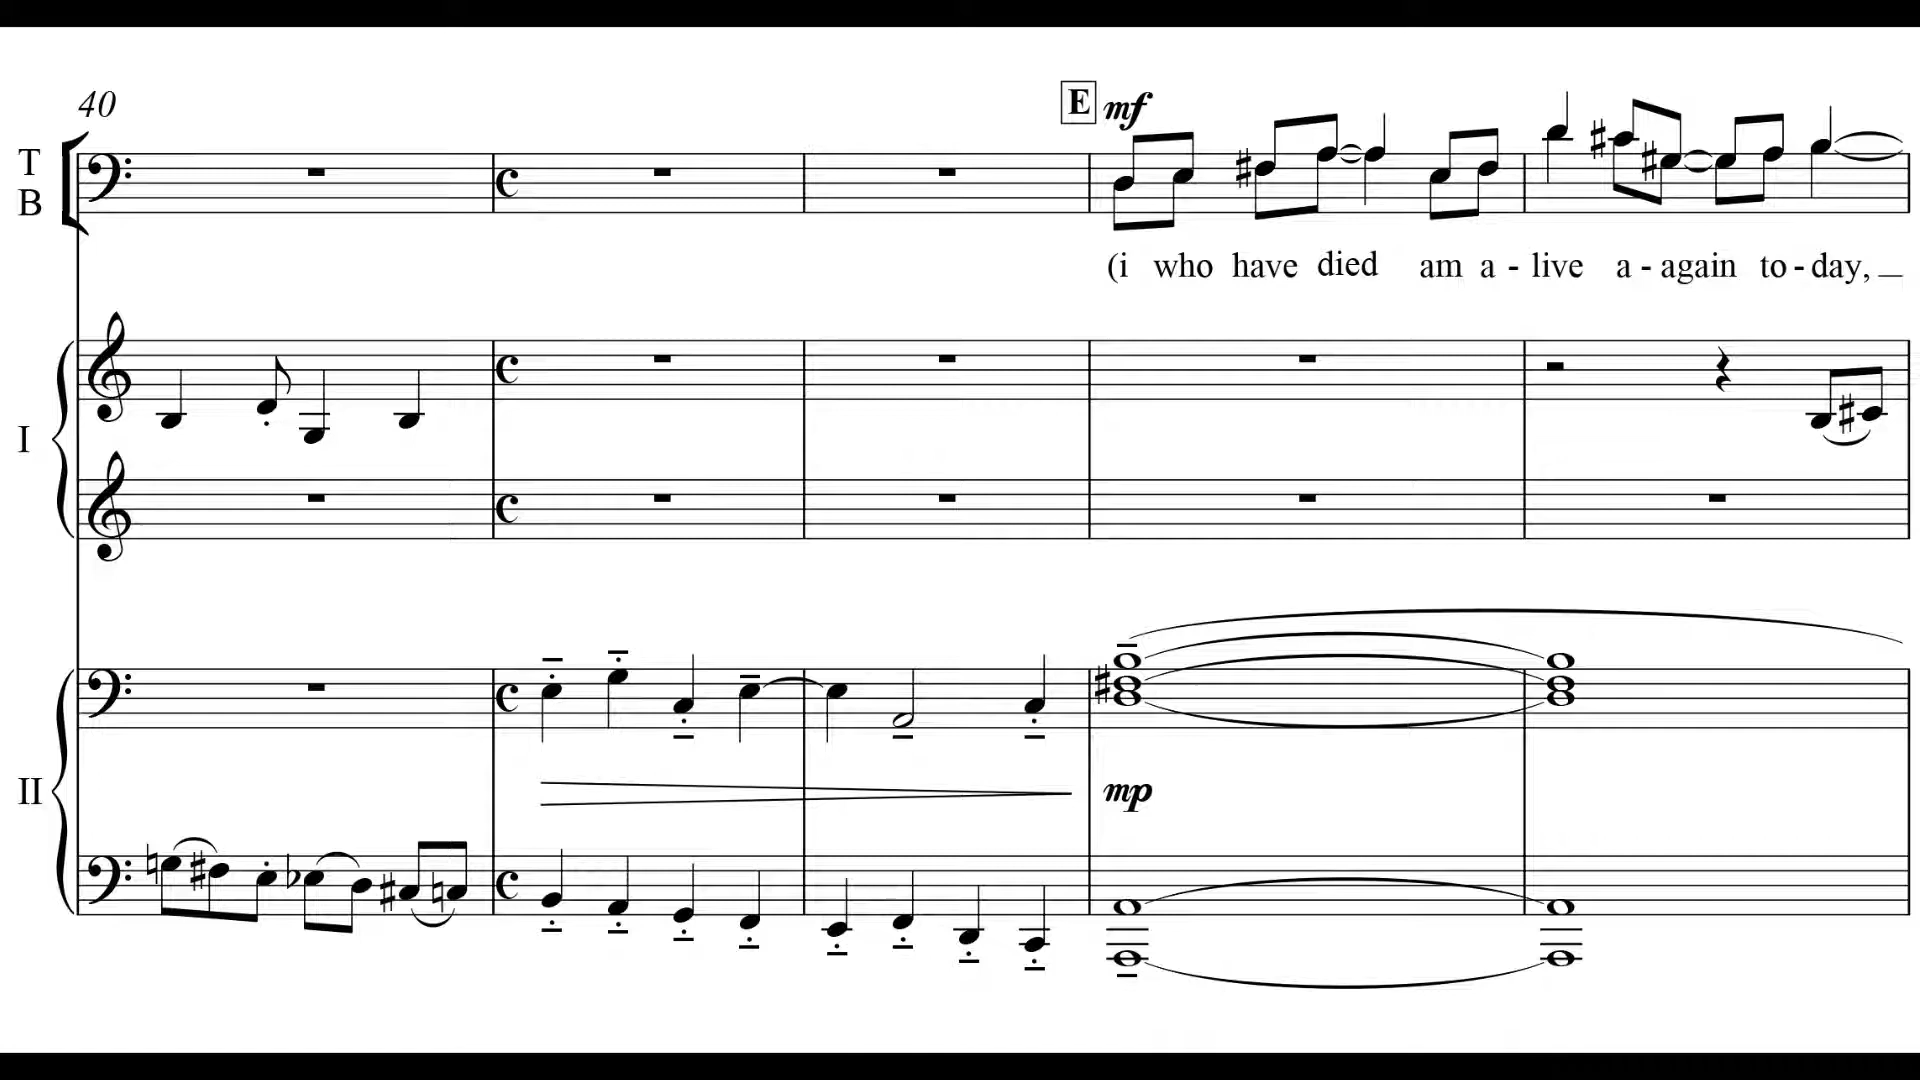 40
E mf
T
B
(i who have died am a - live a - again to - day,
I
II
mp